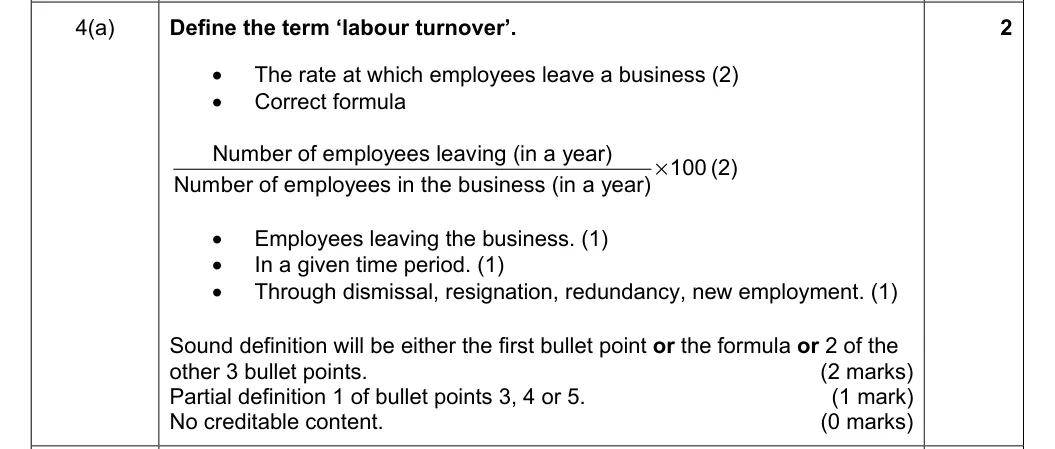 4(a) Define the term ‘labour turnover’. 2
• The rate at which employees leave a business (2)
• Correct formula
Number of employees leaving (in a year)
Number of employees in the business (in a year) ×100 (2)
• Employees leaving the business. (1)
• In a given time period. (1)
• Through dismissal, resignation, redundancy, new employment. (1)
Sound definition will be either the first bullet point or the formula or 2 of the
other 3 bullet points. (2 marks)
Partial definition 1 of bullet points 3, 4 or 5. (1 mark)
No creditable content. (0 marks)